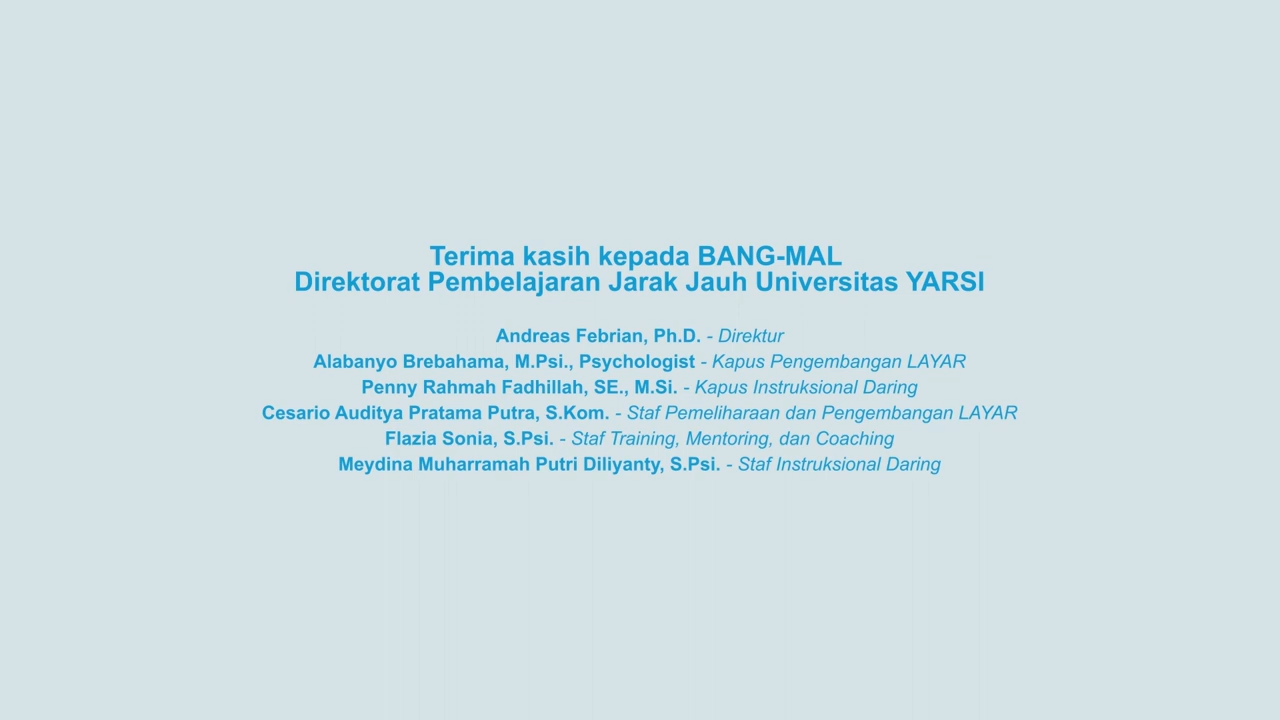 Terima kasih kepada BANG-MAL
Direktorat Pembelajaran Jarak Jauh Universitas YARSI
Andreas Febrian, Ph.D. - Direktur
Alabanyo Brebahama, M.Psi., Psychologist - Kapus Pengembangan LAYAR
Penny Rahmah Fadhillah, SE., M.Si. - Kapus Instruksional Daring
Cesario Auditya Pratama Putra, S.Kom. - Staf Pemeliharaan dan Pengembangan LAYAR
Flazia Sonia, S.Psi. - Staf Training, Mentoring, dan Coaching
Meydina Muharramah Putri Diliyanty, S.Psi. - Staf Instruksional Daring